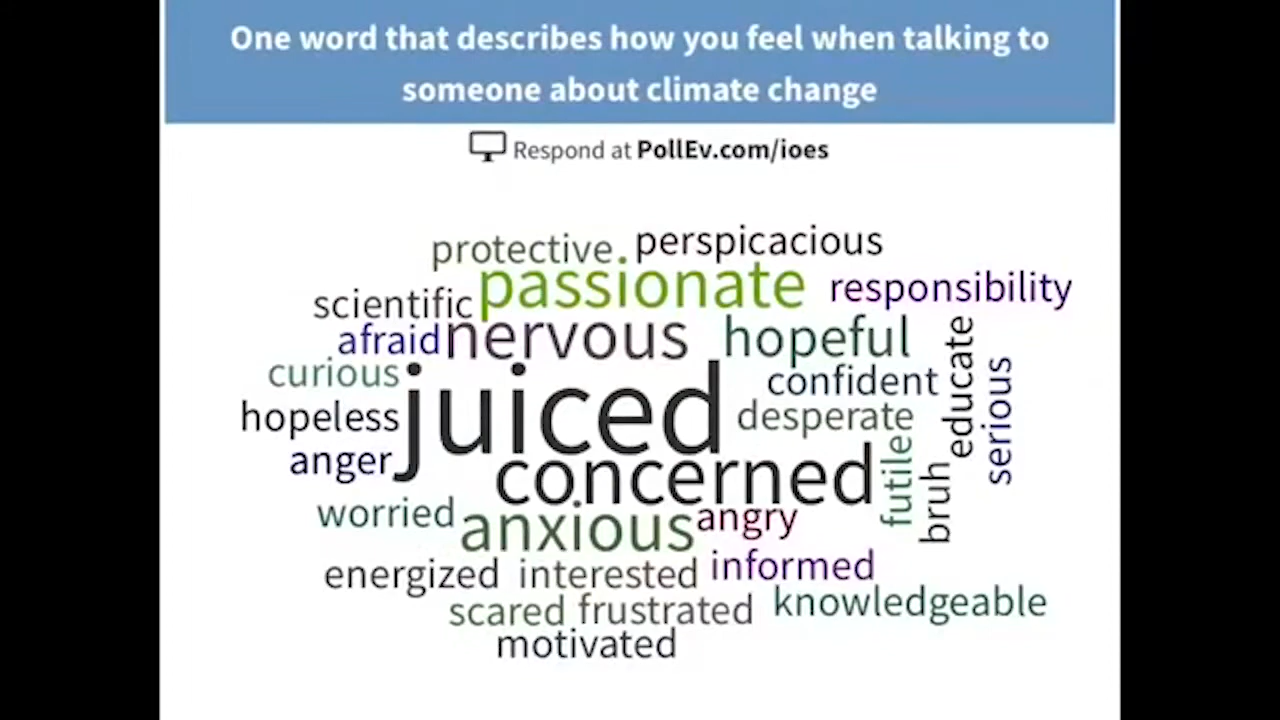 One word that describes how you feel when talking to
someone about climate change
Respond at PollEv.com/ioes
protective perspicacious
passionate responsibility
scientific
afraid nervous hopeful
curious confident educate serious
hopeless juiced desperate
anger concerned futile bruh
worried anxious angry
energized interested informed
scared frustrated knowledgeable
motivated